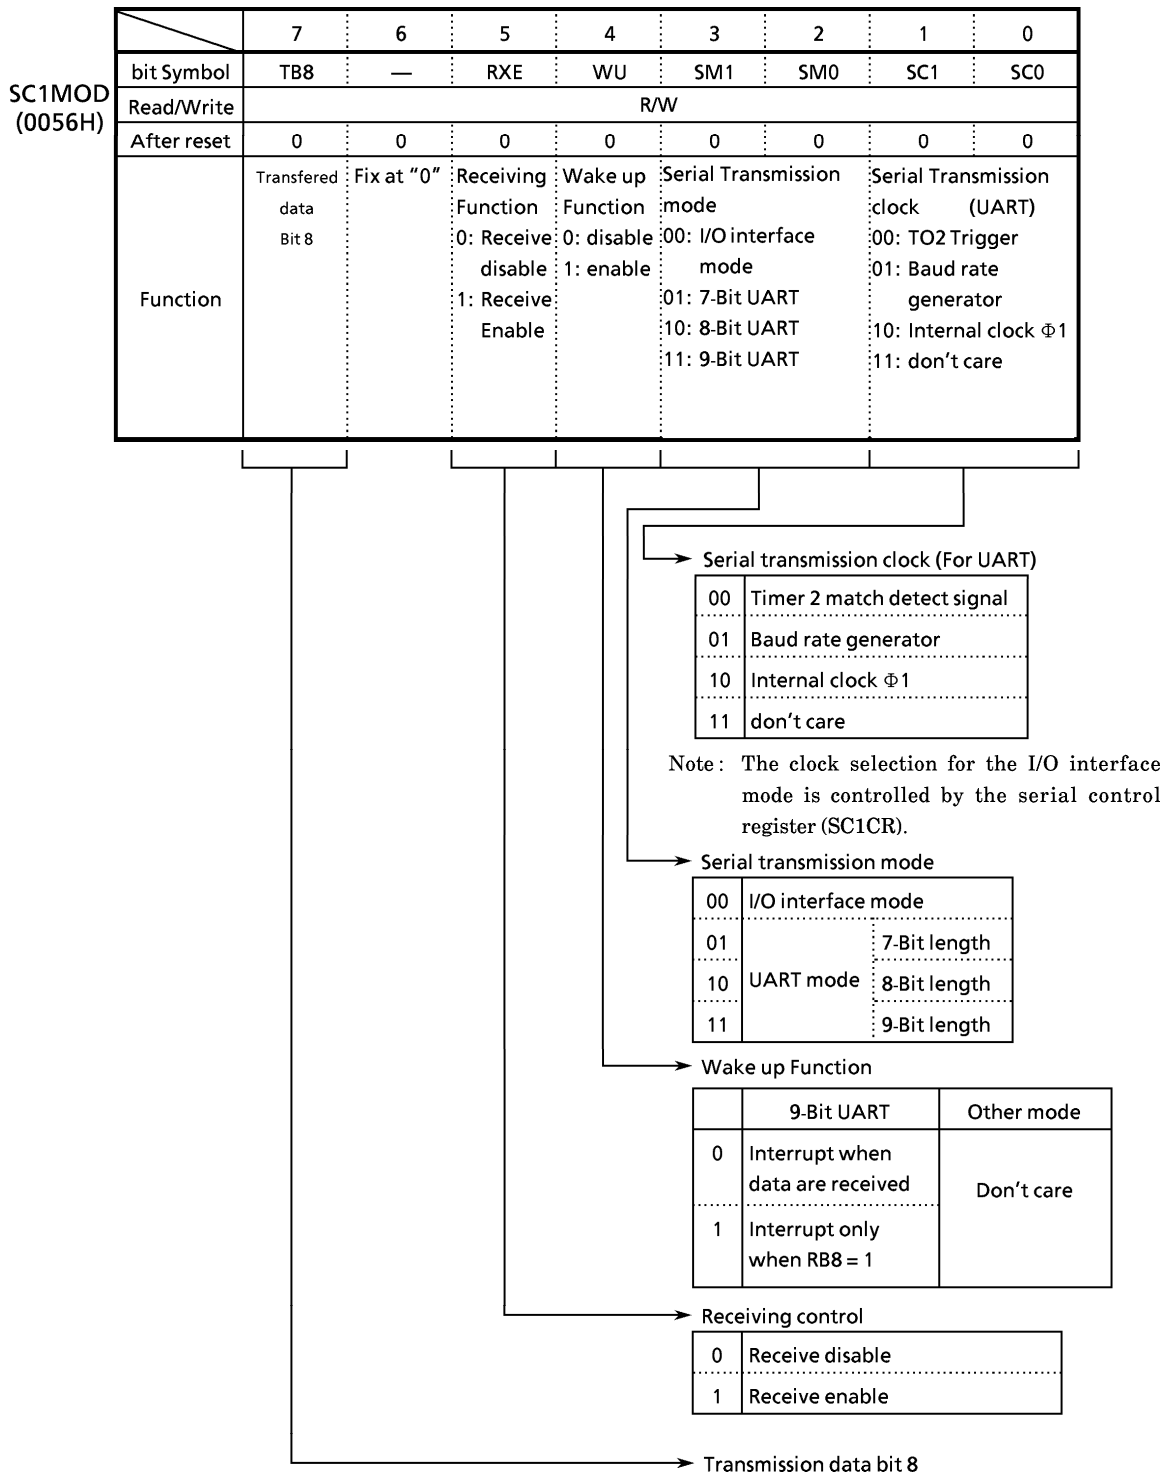 7 6 5 4 3 2 1 0
bit Symbol TB8 — RXE WU SM1 SM0 SC1 SC0
SC1MOD
(0056H)
Read/Write R/W
After reset 0 0 0 0 0 0 0 0
Function
Transfered
data
Bit 8
Fix at "0"
Receiving
Function
0: Receive
disable
1: Receive
Enable
Wake up
Function
0: disable
1: enable
Serial Transmission
mode
00: I/O interface
mode
01: 7-Bit UART
10: 8-Bit UART
11: 9-Bit UART
Serial Transmission
clock (UART)
00: TO2 Trigger
01: Baud rate
generator
10: Internal clock Φ1
11: don't care
Serial transmission clock (For UART)
00 Timer 2 match detect signal
01 Baud rate generator
10 Internal clock Φ1
11 don't care
Note : The clock selection for the I/O interface
mode is controlled by the serial control
register (SC1CR).
Serial transmission mode
00 I/O interface mode
01 7-Bit length
10 UART mode 8-Bit length
11 9-Bit length
Wake up Function
9-Bit UART Other mode
0 Interrupt when
data are received
Don't care
1 Interrupt only
when RB8 = 1
Receiving control
0 Receive disable
1 Receive enable
Transmission data bit 8